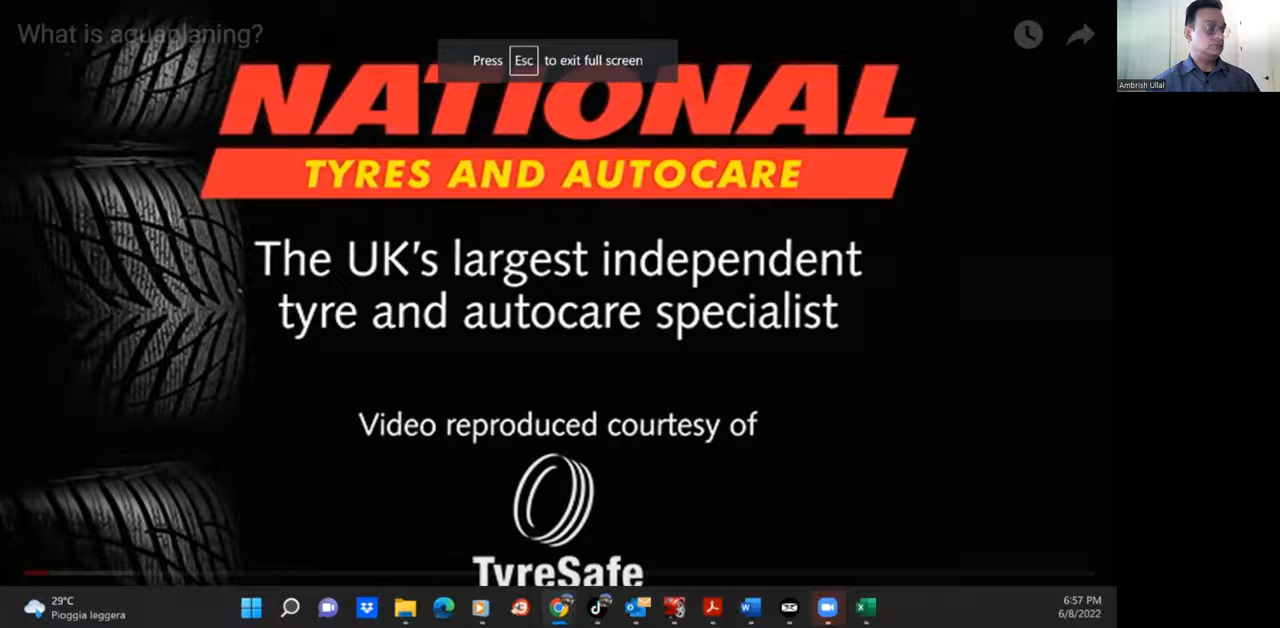 What is aquaplaning?
Press Esc to exit full screen
NATIONAL
TYRES AND AUTOCARE
The UK's largest independent
tyre and autocare specialist
Video reproduced courtesy of
TyreSafe
Ambrish Ullal
29°C
Pioggia leggera
6:57 PM
6/8/2022